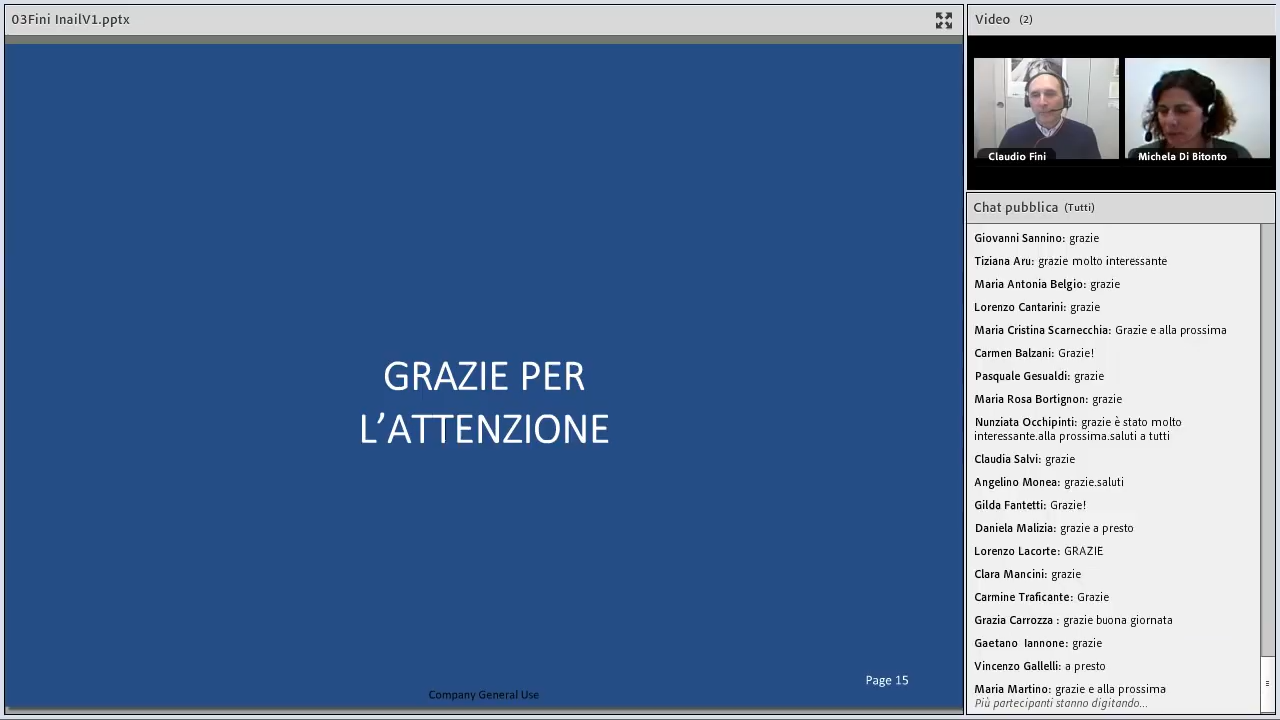 03Fini InailV1.pptx
GRAZIE PER
L’ATTENZIONE
Page 15
Company General Use
Video (2)
Claudio Fini
Michela Di Bitonto
Chat pubblica (Tutti)
Giovanni Sannino: grazie
Tiziana Aru: grazie molto interessante
Maria Antonia Belgio: grazie
Lorenzo Cantarini: grazie
Maria Cristina Scarnecchia: Grazie e alla prossima
Carmen Balzani: Grazie!
Pasquale Gesualdi: grazie
Maria Rosa Bortignon: grazie
Nunziata Occhipinti: grazie è stato molto
interessante.alla prossima.saluti a tutti
Claudia Salvi: grazie
Angelino Monea: grazie.saluti
Gilda Fantetti: Grazie!
Daniela Malizia: grazie a presto
Lorenzo Lacorte: GRAZIE
Clara Mancini: grazie
Carmine Traficante: Grazie
Grazia Carrozza : grazie buona giornata
Gaetano Iannone: grazie
Vincenzo Gallelli: a presto
Maria Martino: grazie e alla prossima
Più partecipanti stanno digitando...